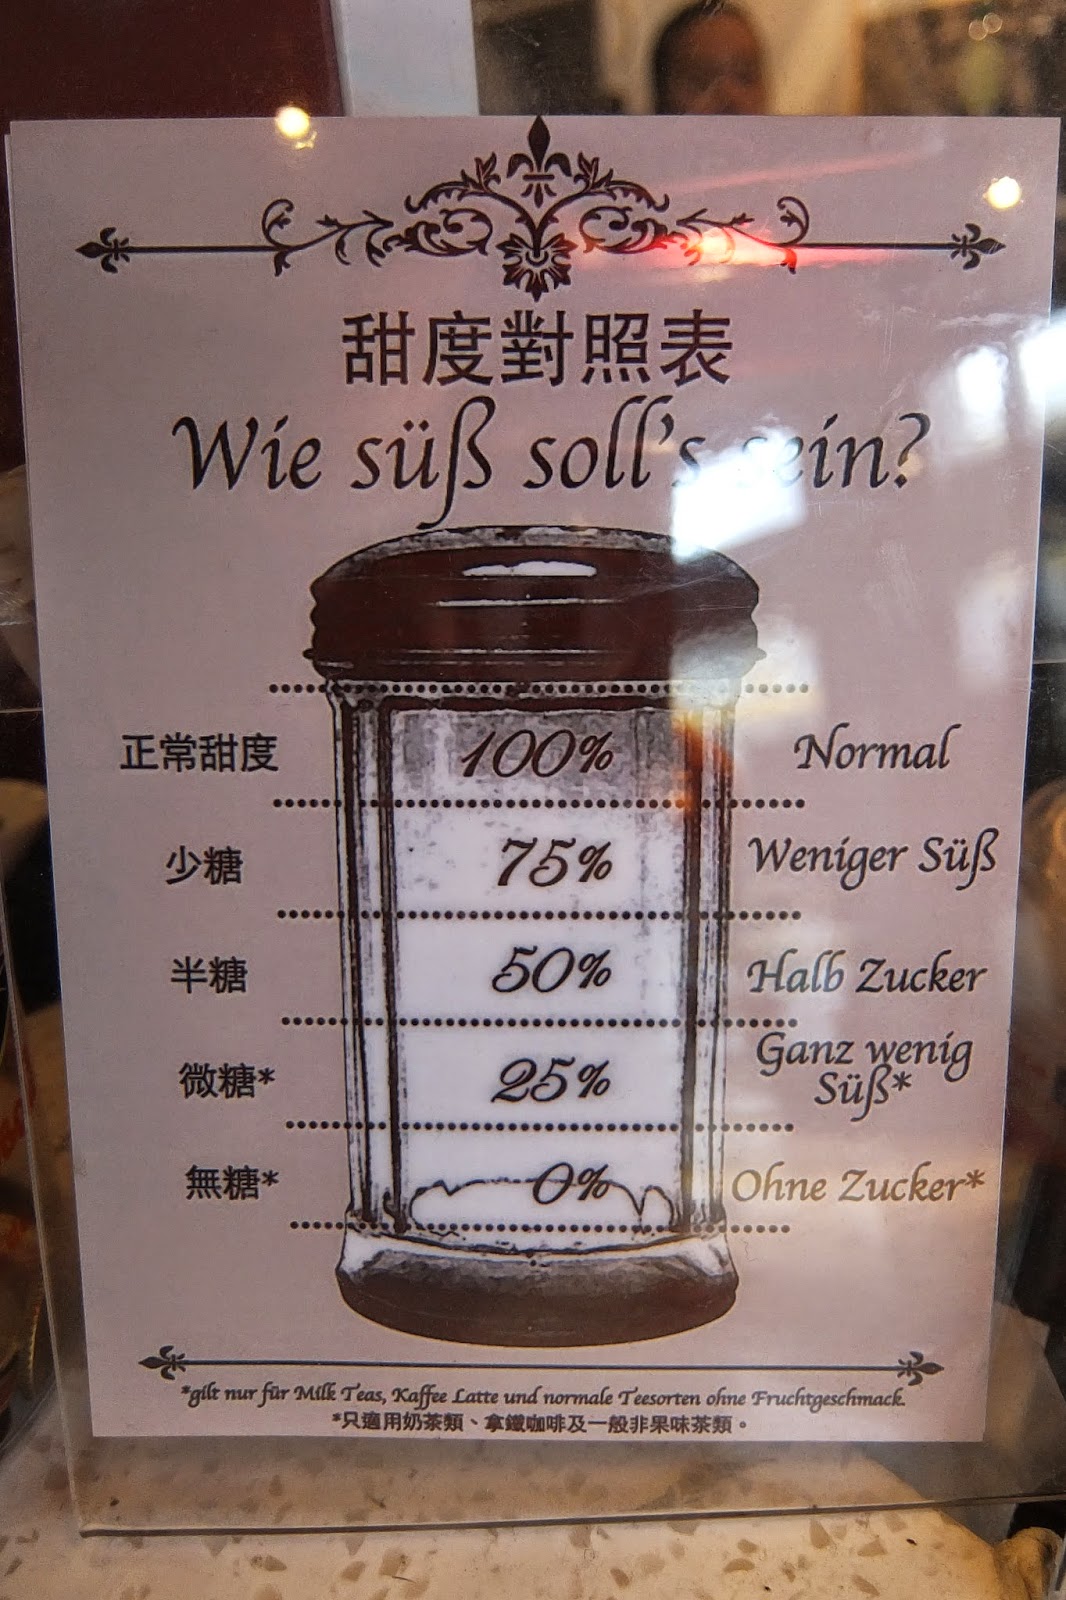 甜度對照表
Wie süß soll's sein?
正常甜度 100% Normal
少糖 75% Weniger Süß
半糖 50% Halb Zucker
微糖* 25% Ganz wenig
Süß*
無糖* 0% Ohne Zucker*
*gilt nur für Milk Teas, Kaffee Latte und normale Teesorten ohne Fruchtgeschmack.
*只適用奶茶類、拿鐵咖啡及一般非果味茶類。